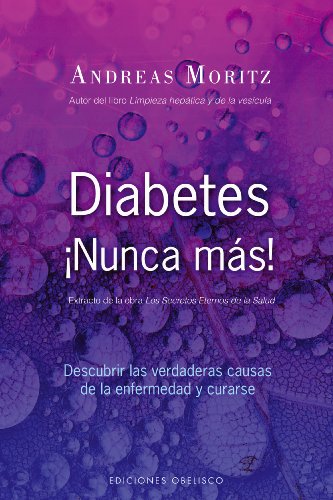 ANDREAS MORITZ
Autor del libro Limpieza hepática y de la vesícula
Diabetes
¡Nunca más!
Extracto de la obra Los Secretos Eternos de la Salud
Descubrir las verdaderas causas
de la enfermedad y curarse
EDICIONES OBELISCO